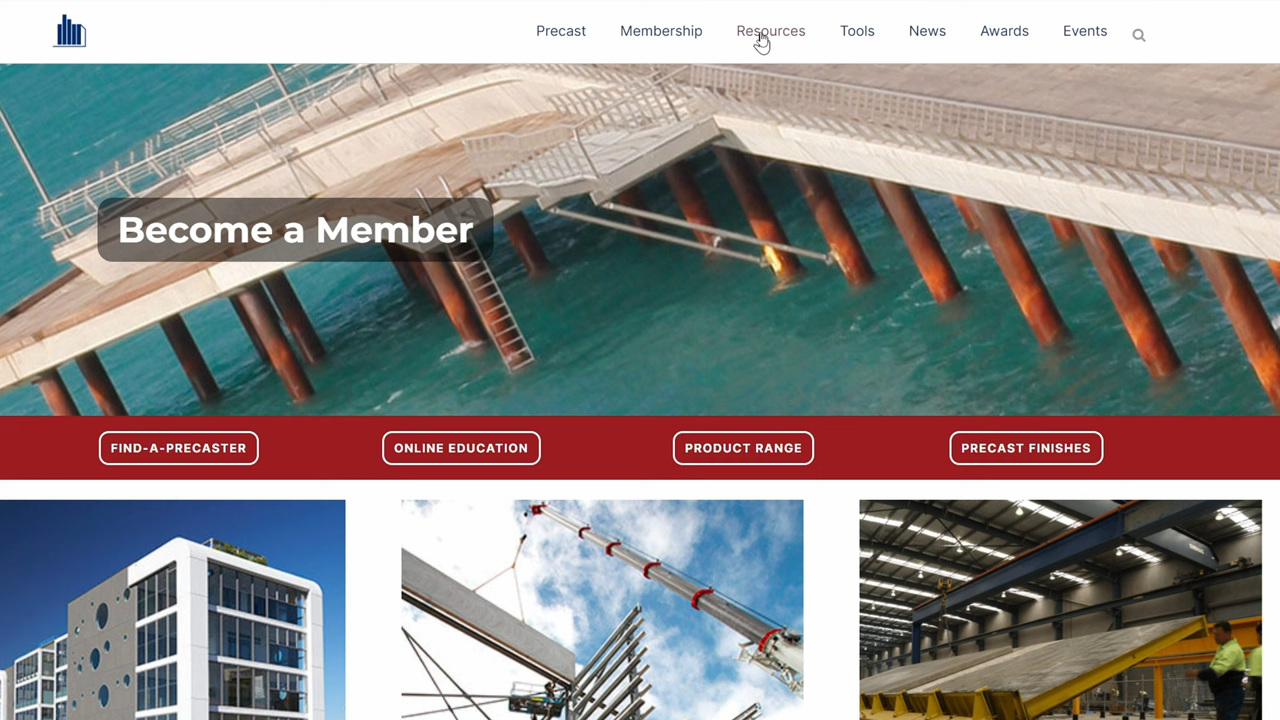 Precast Membership Resources Tools News Awards Events
Become a Member
FIND-A-PRECASTER ONLINE EDUCATION PRODUCT RANGE PRECAST FINISHES